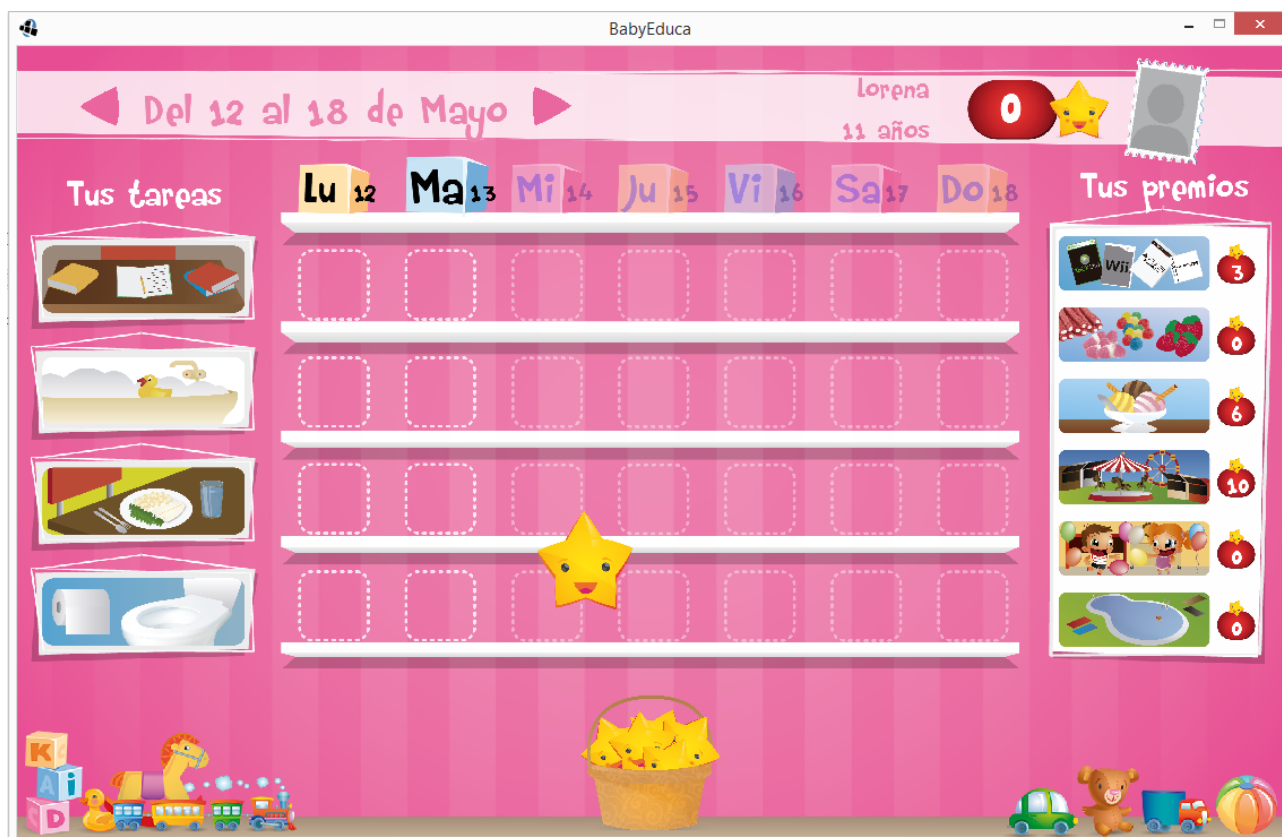 BabyEduca
Del 12 al 18 de Mayo
Lorena
11 años
0
Tus tareas
Lu 12
Ma 13
Mi 14
Ju 15
Vi 16
Sa 17
Do 18
Tus premios
Wii
3
0
6
10
0
0
K
A i
D